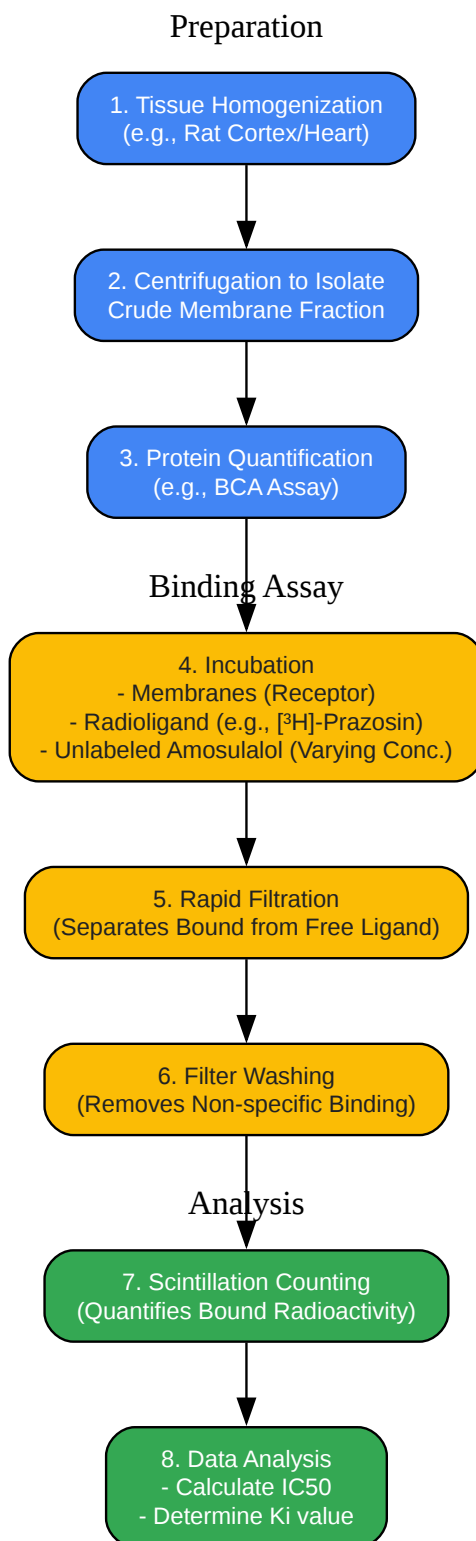 Preparation
1. Tissue Homogenization
(e.g., Rat Cortex/Heart)
2. Centrifugation to Isolate
Crude Membrane Fraction
3. Protein Quantification
(e.g., BCA Assay)
Binding Assay
4. Incubation
- Membranes (Receptor)
- Radioligand (e.g., [³H]-Prazosin)
- Unlabeled Amosulalol (Varying Conc.)
5. Rapid Filtration
(Separates Bound from Free Ligand)
6. Filter Washing
(Removes Non-specific Binding)
Analysis
7. Scintillation Counting
(Quantifies Bound Radioactivity)
8. Data Analysis
- Calculate IC50
- Determine Ki value